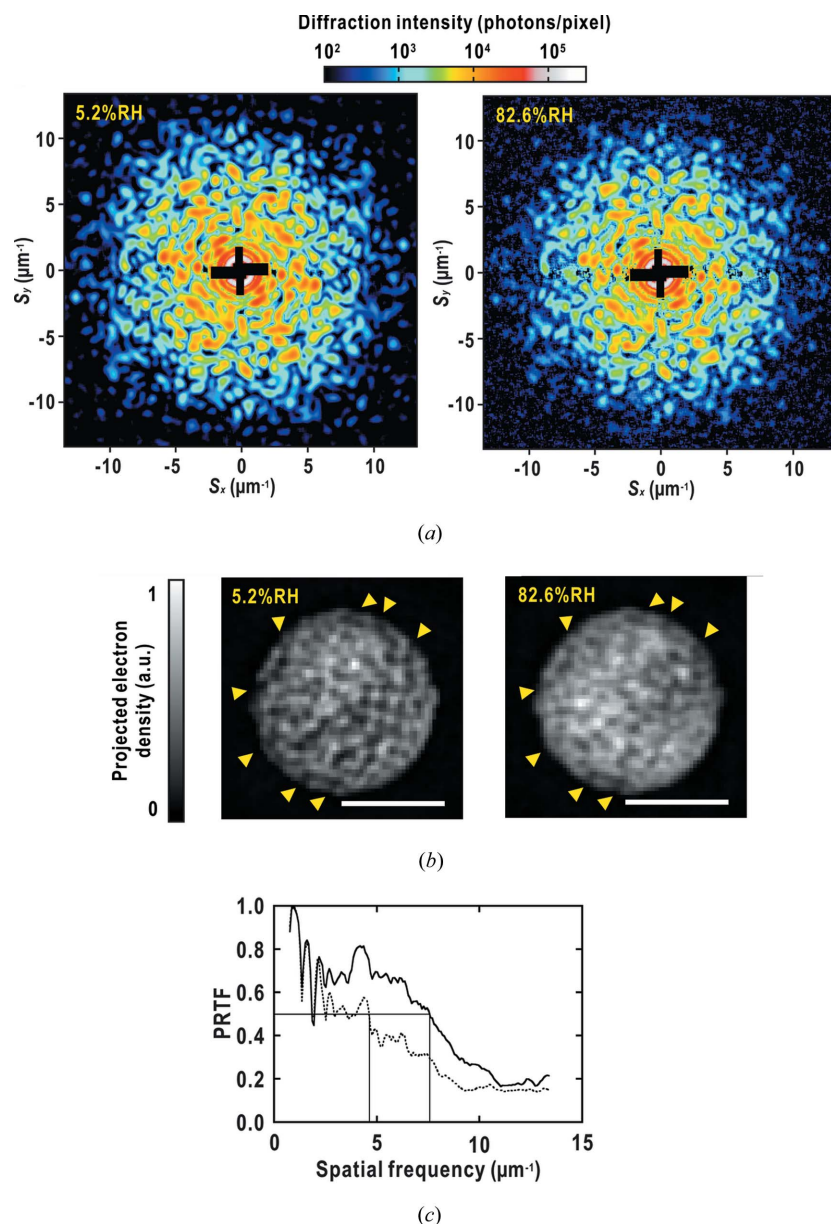 Diffraction intensity (photons/pixel)
10² 10³ 10⁴ 10⁵
5.2%RH 82.6%RH
10 10
5 5
0 0
-5 -5
-10 -10
Sy (µm⁻¹) Sy (µm⁻¹)
-10 -5 0 5 10 -10 -5 0 5 10
Sx (µm⁻¹) Sx (µm⁻¹)
(a)
1
0
Projected electron
density (a.u.)
5.2%RH 82.6%RH
(b)
1.0
0.8
0.6
0.4
0.2
0.0
PRTF
0 5 10 15
Spatial frequency (µm⁻¹)
(c)